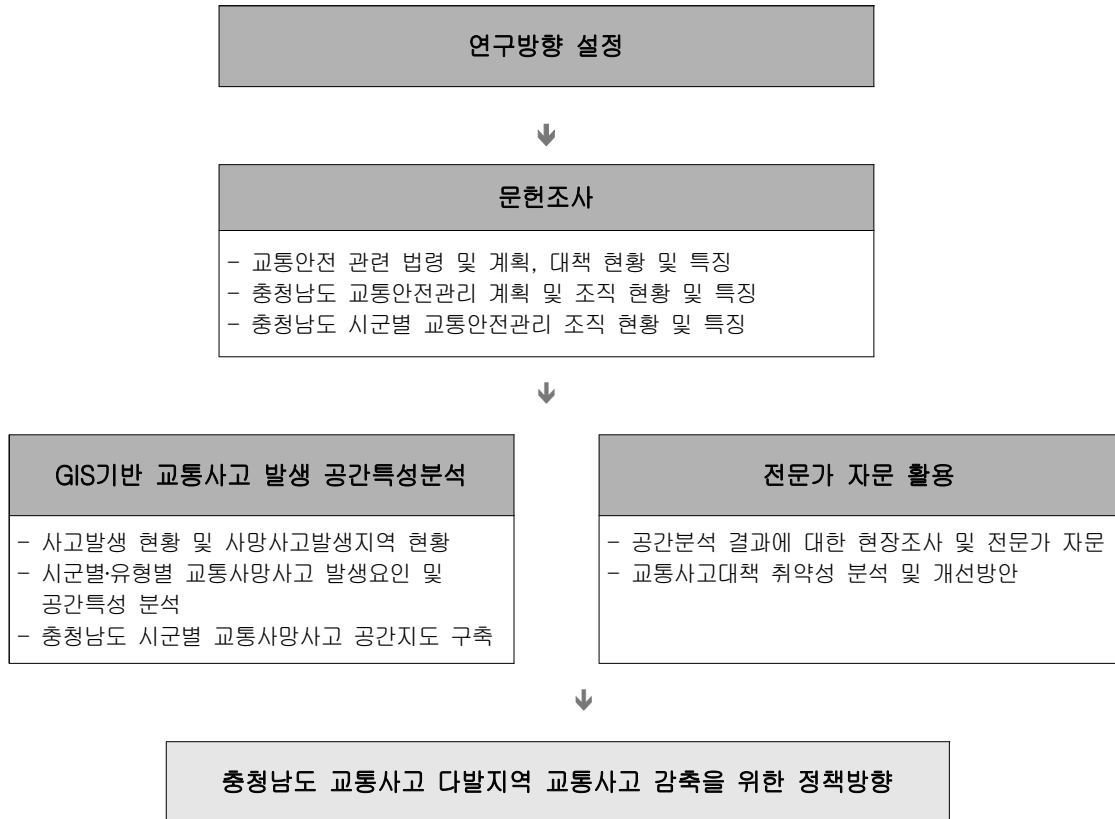 연구방향 설정
문헌조사
- 교통안전 관련 법령 및 계획, 대책 현황 및 특징
- 충청남도 교통안전관리 계획 및 조직 현황 및 특징
- 충청남도 시군별 교통안전관리 조직 현황 및 특징
GIS기반 교통사고 발생 공간특성분석
- 사고발생 현황 및 사망사고발생지역 현황
- 시군별·유형별 교통사망사고 발생요인 및
공간특성 분석
- 충청남도 시군별 교통사망사고 공간지도 구축
전문가 자문 활용
- 공간분석 결과에 대한 현장조사 및 전문가 자문
- 교통사고대책 취약성 분석 및 개선방안
충청남도 교통사고 다발지역 교통사고 감축을 위한 정책방향